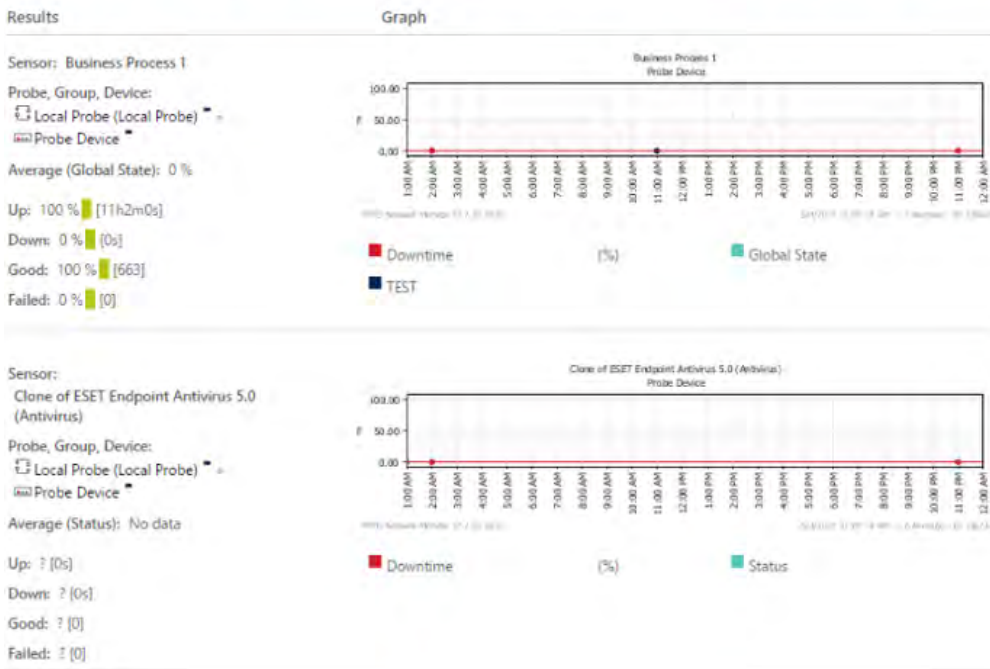 Results
Graph
Sensor: Business Process 1
Probe, Group, Device:
Local Probe (Local Probe)
Probe Device
Average (Global State): 0 %
Up: 100 % [11h2m0s]
Down: 0 % [0s]
Good: 100 % [663]
Failed: 0 % [0]
Business Process 1
Probe Device
100.00
50.00
0.00
1:00 AM
2:00 AM
3:00 AM
4:00 AM
5:00 AM
6:00 AM
7:00 AM
8:00 AM
9:00 AM
10:00 AM
11:00 AM
12:00 PM
1:00 PM
2:00 PM
3:00 PM
4:00 PM
5:00 PM
6:00 PM
7:00 PM
8:00 PM
9:00 PM
10:00 PM
11:00 PM
12:00 AM
Downtime (%)
Global State
TEST
Sensor:
Clone of ESET Endpoint Antivirus 5.0
(Antivirus)
Probe, Group, Device:
Local Probe (Local Probe)
Probe Device
Average (Status): No data
Up: ? [0s]
Down: ? [0s]
Good: ? [0]
Failed: ? [0]
Clone of ESET Endpoint Antivirus 5.0 (Antivirus)
Probe Device
100.00
50.00
0.00
1:00 AM
2:00 AM
3:00 AM
4:00 AM
5:00 AM
6:00 AM
7:00 AM
8:00 AM
9:00 AM
10:00 AM
11:00 AM
12:00 PM
1:00 PM
2:00 PM
3:00 PM
4:00 PM
5:00 PM
6:00 PM
7:00 PM
8:00 PM
9:00 PM
10:00 PM
11:00 PM
12:00 AM
Downtime (%)
Status